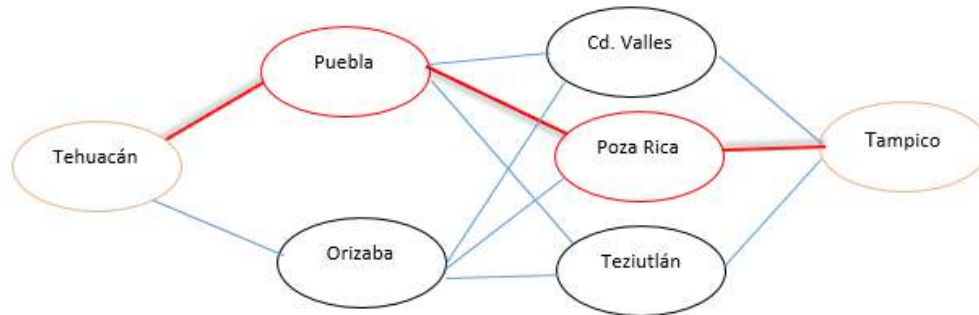 Cd. Valles
Puebla
Tehuacán
Poza Rica
Tampico
Orizaba
Teziutlán